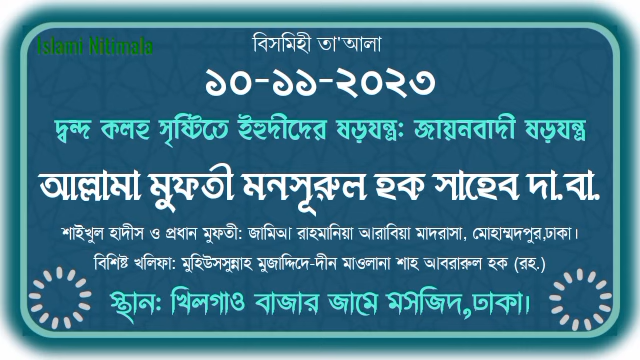 Islami Nitimala
বিসমিহী তা'আলা
১০-১১-২০২৩
দ্বন্দ কলহ সৃষ্টিতে ইহুদীদের ষড়যন্ত্র: জায়নবাদী ষড়যন্ত্র
আল্লামা মুফতী মনসূরুল হক সাহেব দা.বা.
শাইখুল হাদীস ও প্রধান মুফতী: জামিআ রাহমানিয়া আরাবিয়া মাদরাসা, মোহাম্মদপুর,ঢাকা।
বিশিষ্ট খলিফা: মুহিউসসুন্নাহ মুজাদ্দিদে-দীন মাওলানা শাহ আবরারুল হক (রহ.)
স্থান: খিলগাও বাজার জামে মসজিদ,ঢাকা।